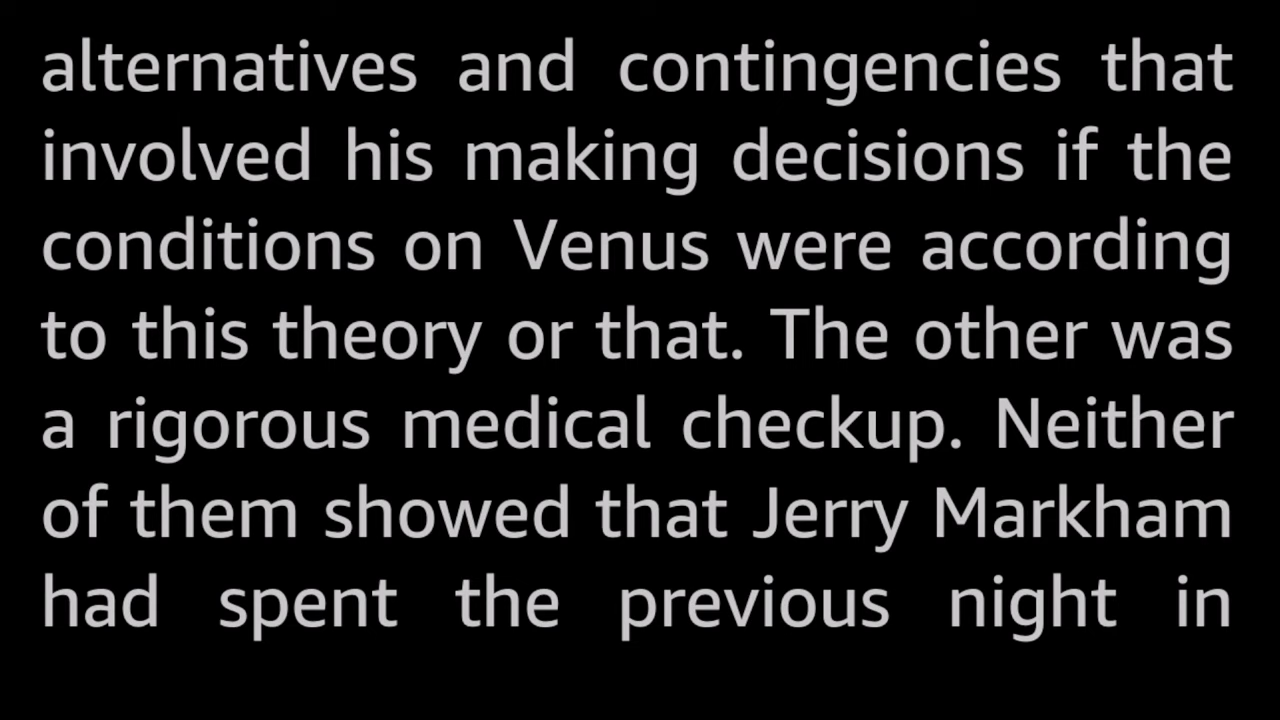 alternatives and contingencies that
involved his making decisions if the
conditions on Venus were according
to this theory or that. The other was
a rigorous medical checkup. Neither
of them showed that Jerry Markham
had spent the previous night in